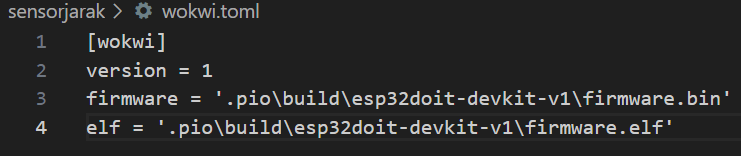 sensorjarak > wokwi.toml
1 [wokwi]
2 version = 1
3 firmware = '.pio\build\esp32doit-devkit-v1\firmware.bin'
4 elf = '.pio\build\esp32doit-devkit-v1\firmware.elf'